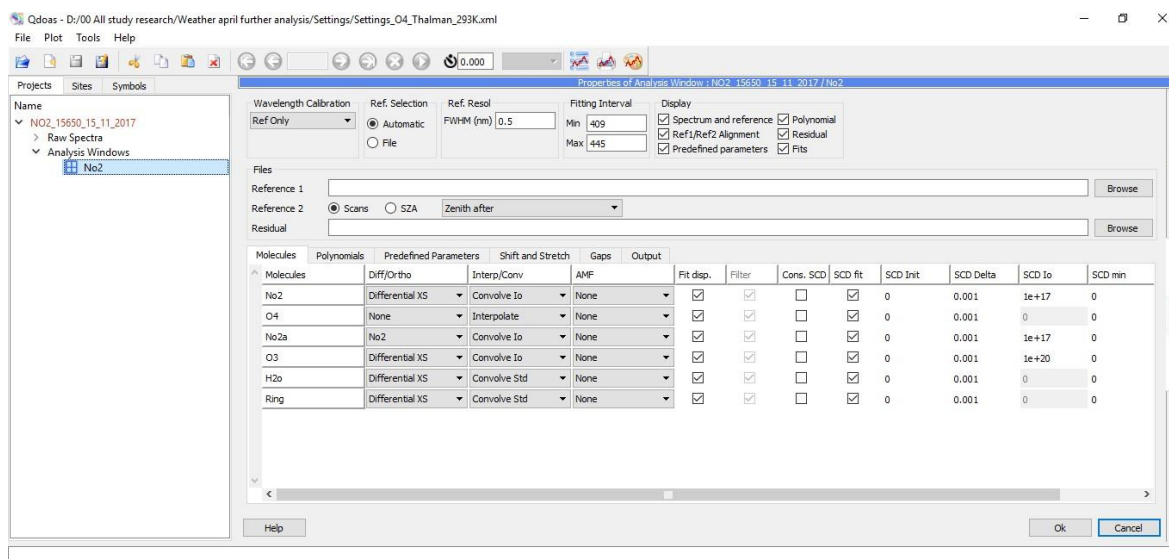 Qdoas - D:/00 All study research/Weather april further analysis/Settings/Settings_O4_Thalman_293K.xml
File Plot Tools Help
0.000
Projects Sites Symbols
Properties of Analysis Window : NO2_15650_15_11_2017 / No2
Name
NO2_15650_15_11_2017
Raw Spectra
Analysis Windows
No2
Wavelength Calibration Ref. Selection Ref. Resol Fitting Interval Display
Ref Only Automatic FWHM (nm) 0.5 Min 409 Spectrum and reference Polynomial
File Max 445 Ref1/Ref2 Alignment Residual
Predefined parameters Fits
Files
Reference 1 Browse
Reference 2 Scans SZA Zenith after
Residual Browse
Molecules Polynomials Predefined Parameters Shift and Stretch Gaps Output
Molecules Diff/Ortho Interp/Conv AMF Fit disp. Filter Cons. SCD SCD fit SCD Init SCD Delta SCD Io SCD min
No2 Differential XS Convolve Io None 0 0.001 1e+17 0
O4 None Interpolate None 0 0.001 0 0
No2a No2 Convolve Io None 0 0.001 1e+17 0
O3 Differential XS Convolve Io None 0 0.001 1e+20 0
H2o Differential XS Convolve Std None 0 0.001 0 0
Ring Differential XS Convolve Std None 0 0.001 0 0
Help Ok Cancel